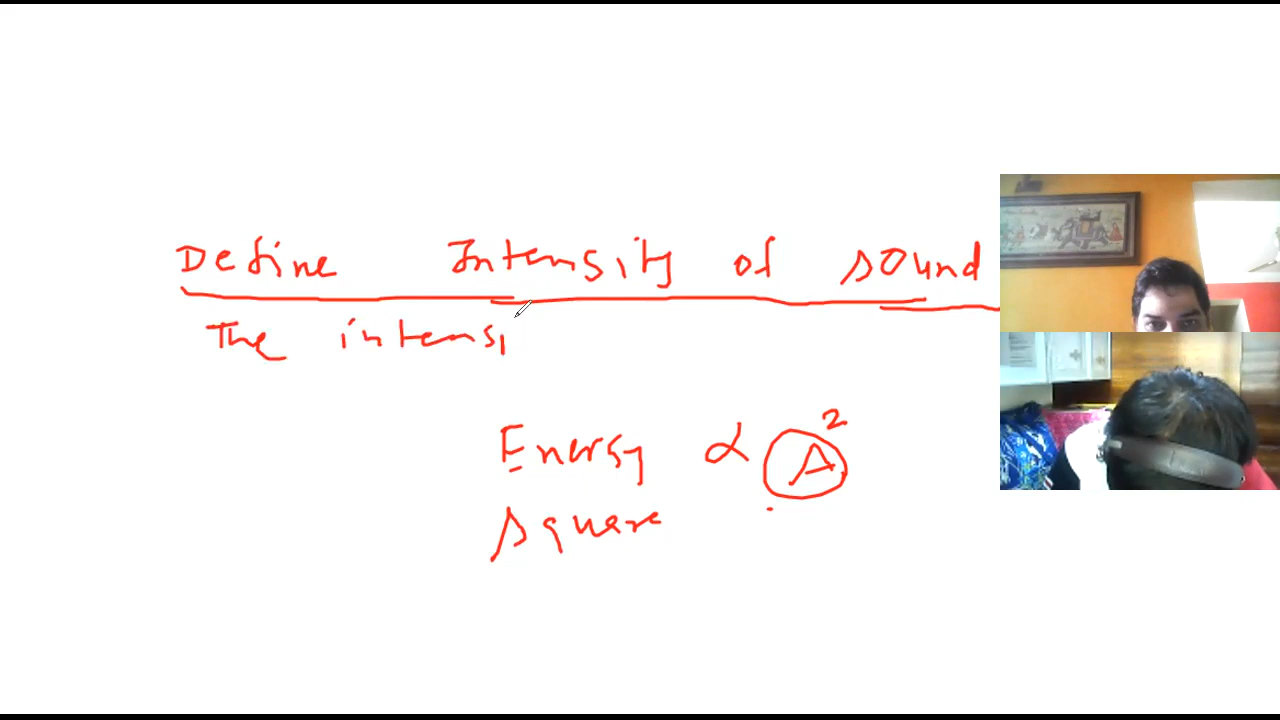 Define Intensity of sound
The intensi
Energy ∝ A²
square